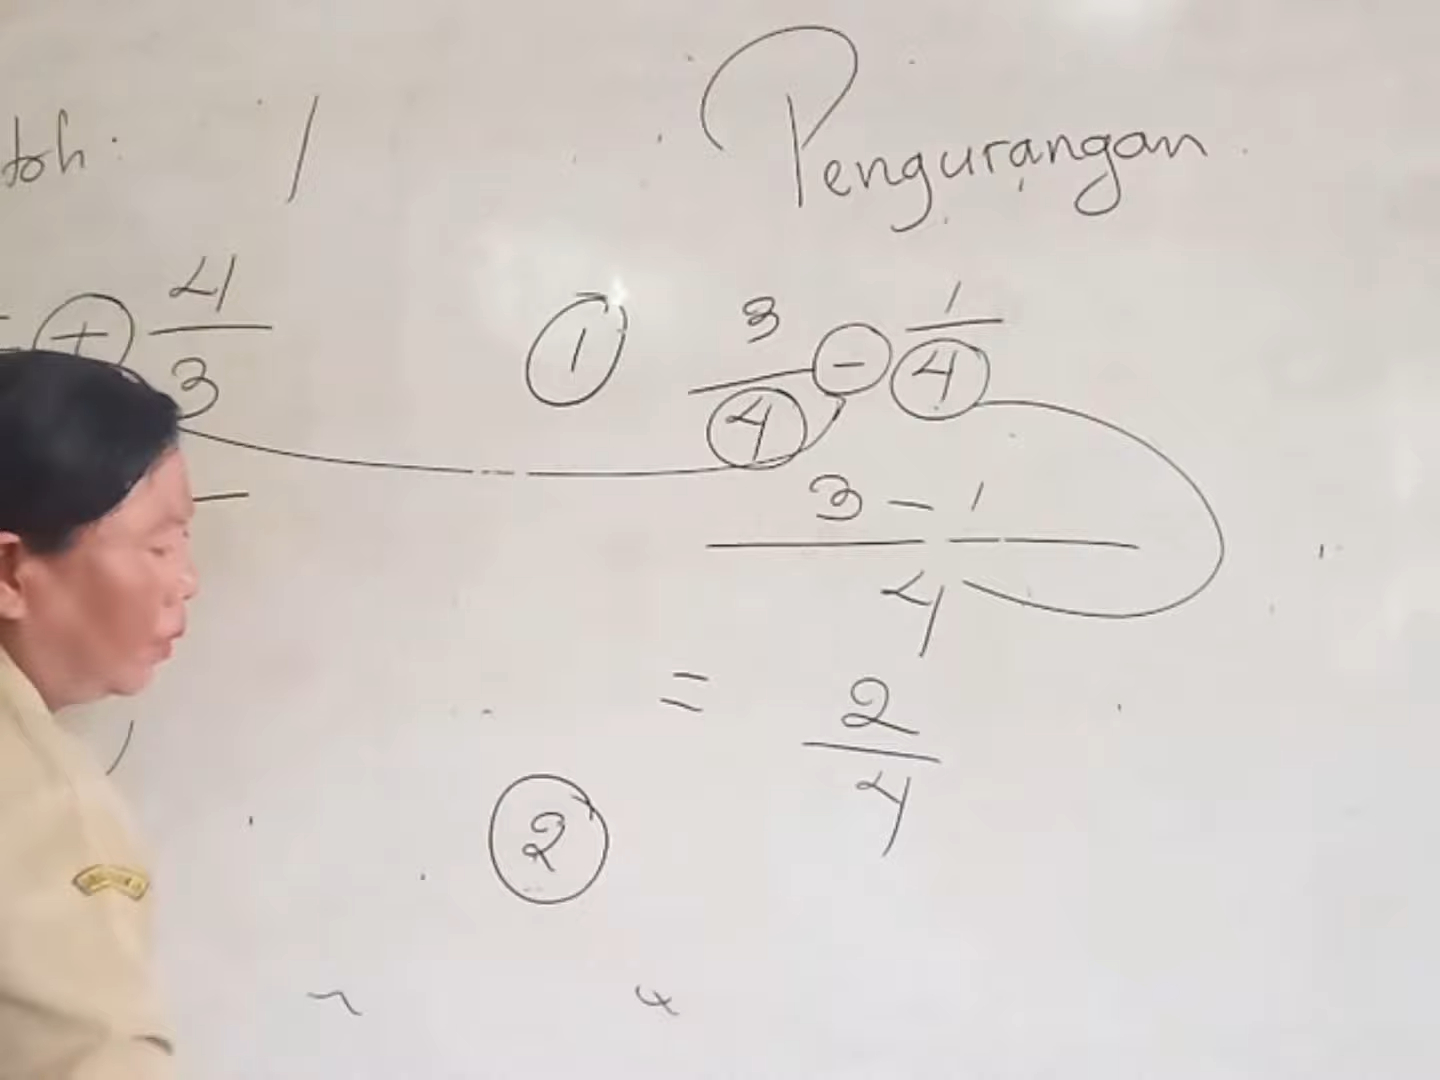 toh:
Pengurangan
+ 4/3
1 3/4 - 1/4
3 - 1
4
= 2/4
2